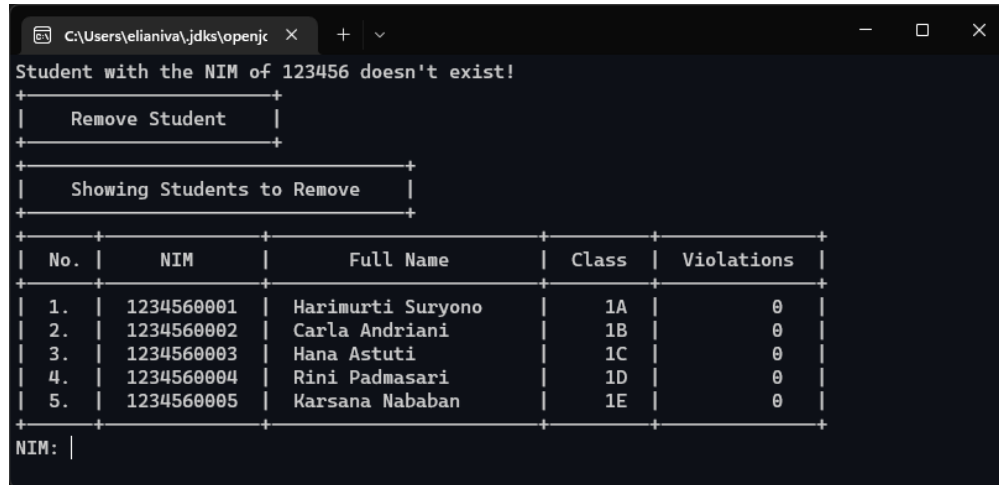 C:\Users\elianiva\.jdks\openjc
Student with the NIM of 123456 doesn't exist!
Remove Student
Showing Students to Remove
No. | NIM | Full Name | Class | Violations
1. | 1234560001 | Harimurti Suryono | 1A | 0
2. | 1234560002 | Carla Andriani | 1B | 0
3. | 1234560003 | Hana Astuti | 1C | 0
4. | 1234560004 | Rini Padmasari | 1D | 0
5. | 1234560005 | Karsana Nababan | 1E | 0
NIM: